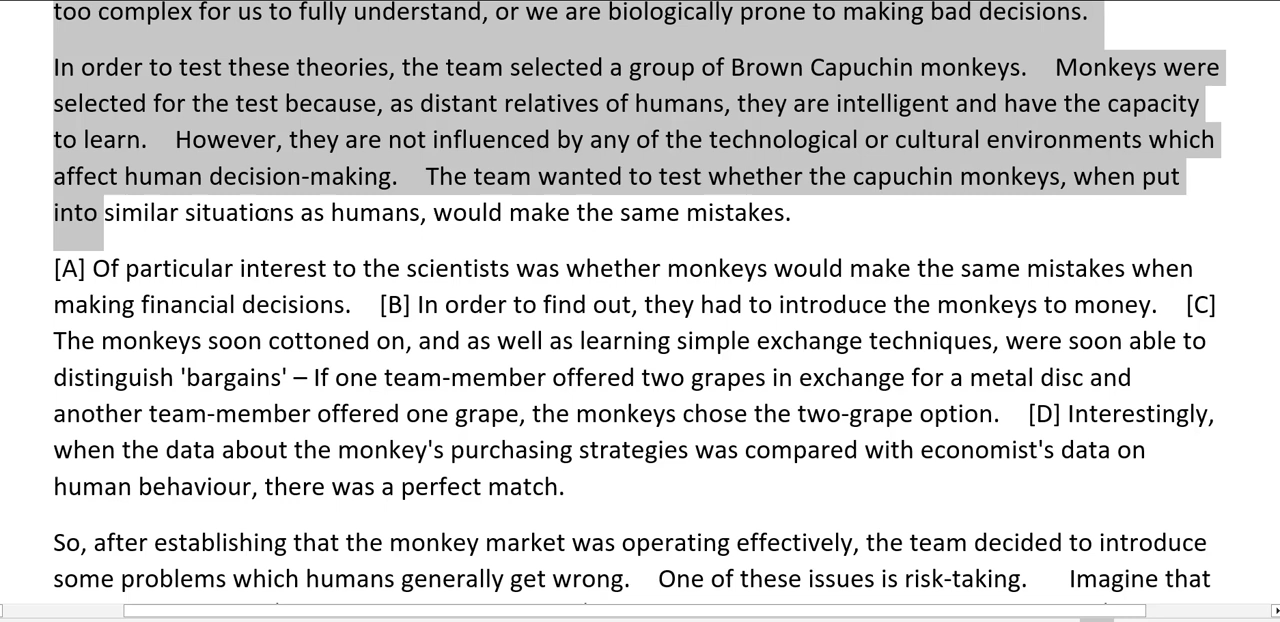 too complex for us to fully understand, or we are biologically prone to making bad decisions.
In order to test these theories, the team selected a group of Brown Capuchin monkeys. Monkeys were
selected for the test because, as distant relatives of humans, they are intelligent and have the capacity
to learn. However, they are not influenced by any of the technological or cultural environments which
affect human decision-making. The team wanted to test whether the capuchin monkeys, when put
into similar situations as humans, would make the same mistakes.
[A] Of particular interest to the scientists was whether monkeys would make the same mistakes when
making financial decisions. [B] In order to find out, they had to introduce the monkeys to money. [C]
The monkeys soon cottoned on, and as well as learning simple exchange techniques, were soon able to
distinguish 'bargains' – If one team-member offered two grapes in exchange for a metal disc and
another team-member offered one grape, the monkeys chose the two-grape option. [D] Interestingly,
when the data about the monkey's purchasing strategies was compared with economist's data on
human behaviour, there was a perfect match.
So, after establishing that the monkey market was operating effectively, the team decided to introduce
some problems which humans generally get wrong. One of these issues is risk-taking. Imagine that